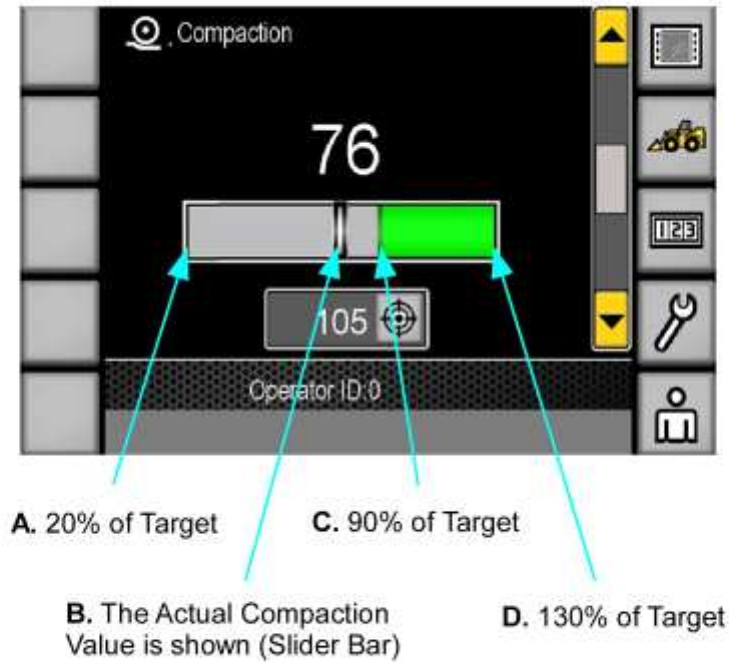 Compaction
76
123
105
Operator ID:0
A. 20% of Target
C. 90% of Target
B. The Actual Compaction
Value is shown (Slider Bar)
D. 130% of Target